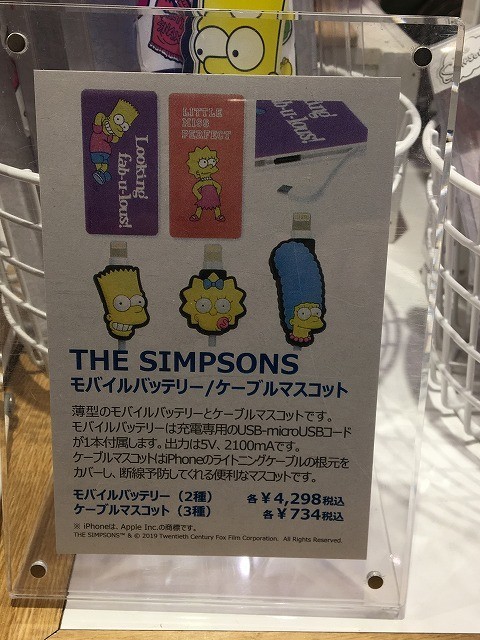 Looking!
fab-u-lous!
LITTLE
MISS
PERFECT
Looking!
fab-u-lous!
THE SIMPSONS
モバイルバッテリー/ケーブルマスコット
薄型のモバイルバッテリーとケーブルマスコットです。
モバイルバッテリーは充電専用のUSB-microUSBコード
が1本付属します。出力は5V、2100mAです。
ケーブルマスコットはiPhoneのライトニングケーブルの根元を
カバーし、断線予防してくれる便利なマスコットです。
モバイルバッテリー（2種） 各￥4,298税込
ケーブルマスコット（3種） 各￥734税込
※ iPhoneは、Apple Inc.の商標です。
THE SIMPSONS™ & © 2019 Twentieth Century Fox Film Corporation. All Rights Reserved.